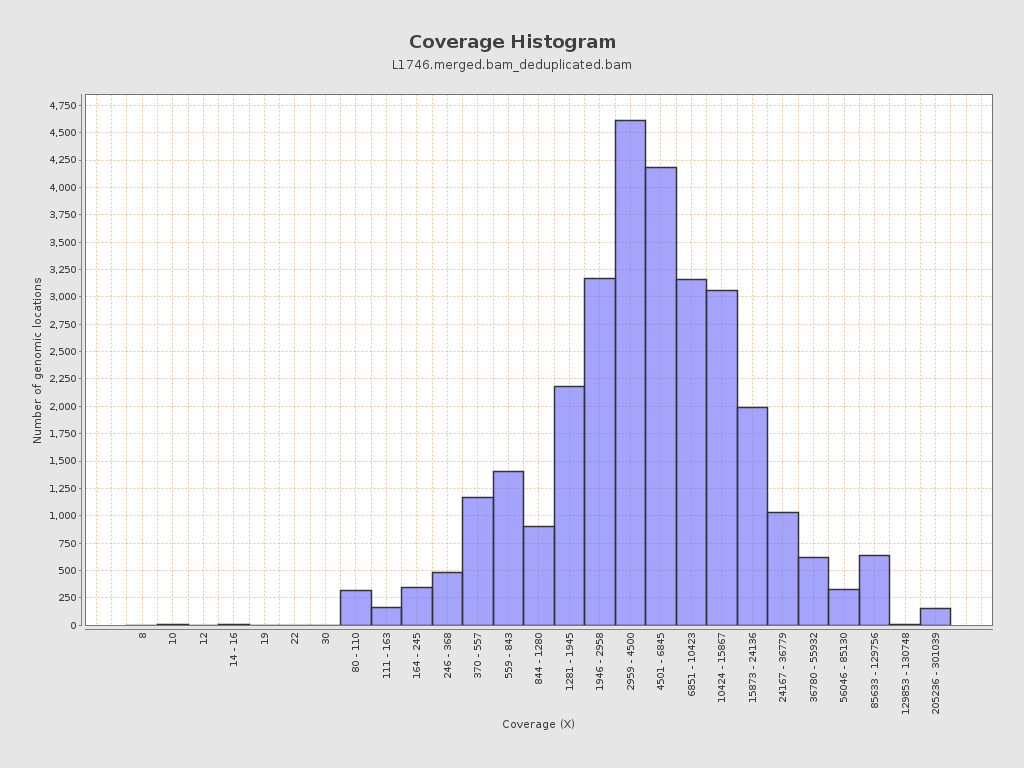 Coverage Histogram
L1746.merged.bam_deduplicated.bam
Number of genomic locations
4,750
4,500
4,250
4,000
3,750
3,500
3,250
3,000
2,750
2,500
2,250
2,000
1,750
1,500
1,250
1,000
750
500
250
0
8
10
12
14 - 16
19
22
30
80 - 110
111 - 163
164 - 245
246 - 368
370 - 557
559 - 843
844 - 1280
1281 - 1945
1946 - 2958
2959 - 4500
4501 - 6845
6851 - 10423
10424 - 15867
15873 - 24136
24167 - 36779
36780 - 55932
56046 - 85130
85633 - 129756
129853 - 130748
205236 - 301039
Coverage (X)